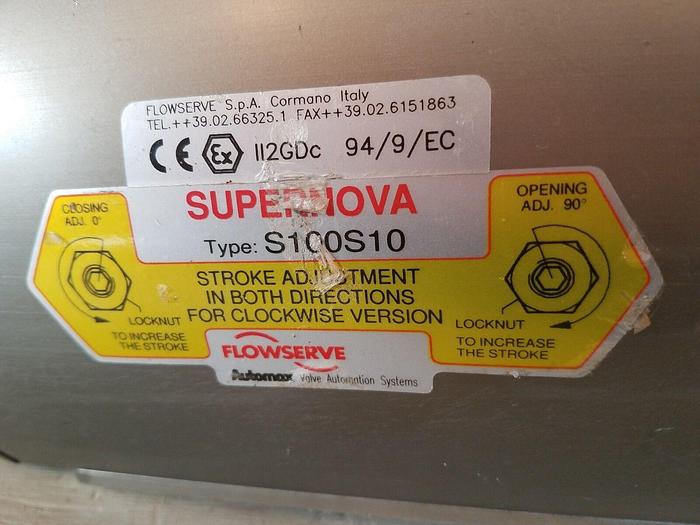 FLOWSERVE S.p.A. Cormano Italy
TEL.++39.02.66325.1 FAX++39.02.6151863
CE Ex II2GDc 94/9/EC
SUPERNOVA
Type: S100S10
CLOSING
ADJ. 0°
OPENING
ADJ. 90°
STROKE ADJUSTMENT
IN BOTH DIRECTIONS
FOR CLOCKWISE VERSION
LOCKNUT
TO INCREASE
THE STROKE
LOCKNUT
TO INCREASE
THE STROKE
FLOWSERVE
Automax Valve Automation Systems